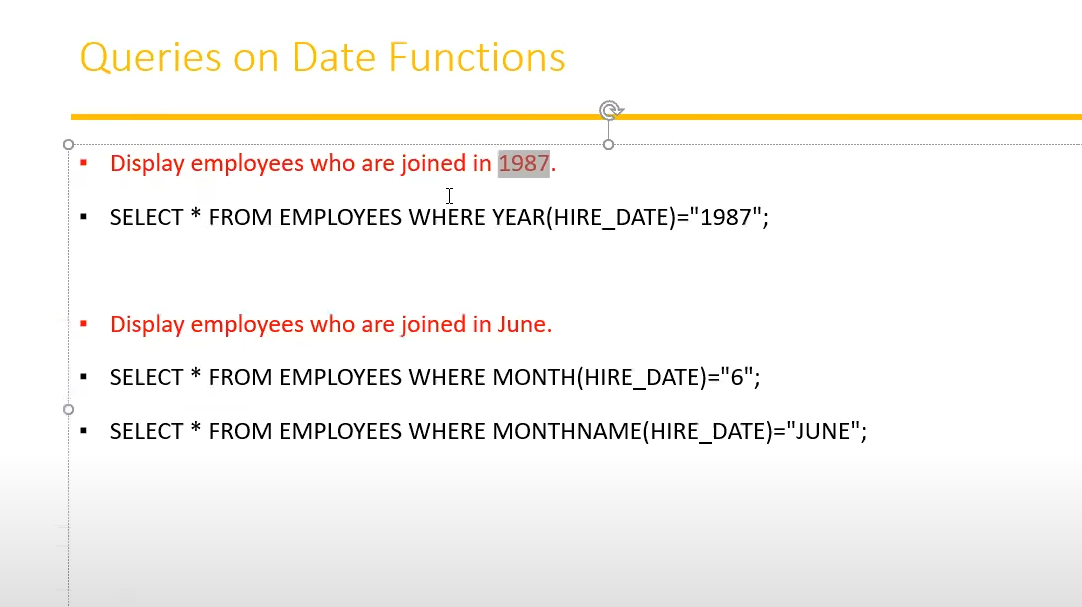 Queries on Date Functions
▪ Display employees who are joined in 1987.
▪ SELECT * FROM EMPLOYEES WHERE YEAR(HIRE_DATE)="1987";
▪ Display employees who are joined in June.
▪ SELECT * FROM EMPLOYEES WHERE MONTH(HIRE_DATE)="6";
▪ SELECT * FROM EMPLOYEES WHERE MONTHNAME(HIRE_DATE)="JUNE";